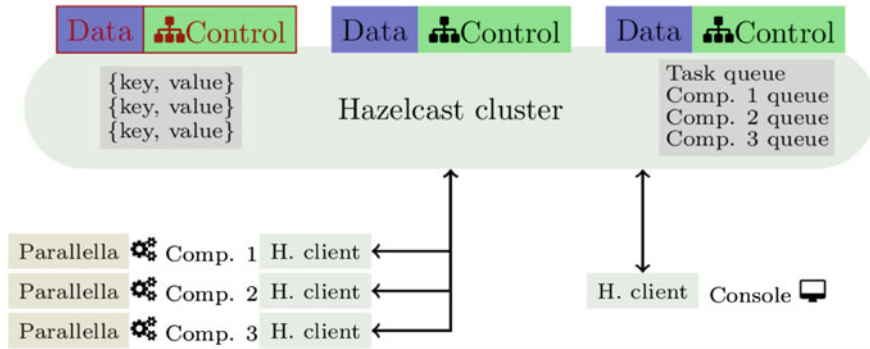 Data Control Data Control Data Control
{key, value}
{key, value}
{key, value}
Hazelcast cluster
Task queue
Comp. 1 queue
Comp. 2 queue
Comp. 3 queue
Parallella Comp. 1 H. client
Parallella Comp. 2 H. client
Parallella Comp. 3 H. client
H. client Console